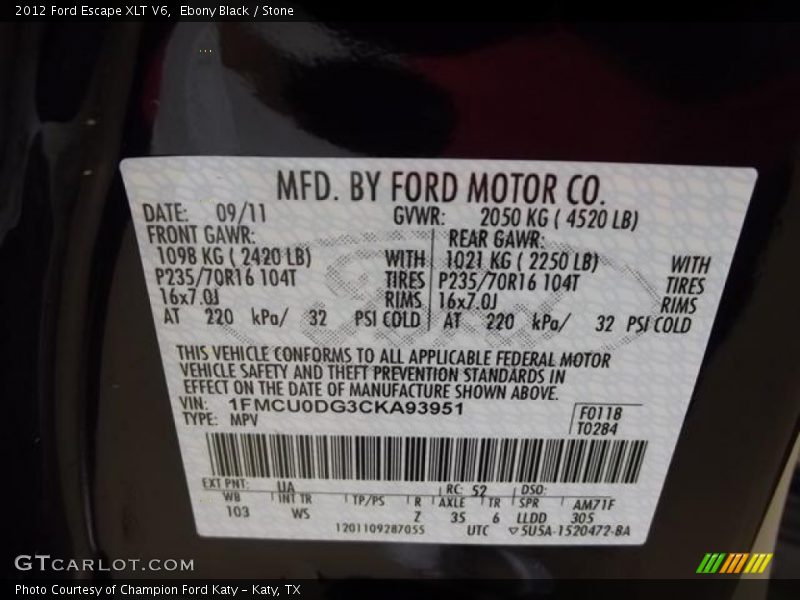 2012 Ford Escape XLT V6, Ebony Black / Stone
MFD. BY FORD MOTOR CO.
DATE: 09/11 GVWR: 2050 KG ( 4520 LB)
FRONT GAWR: REAR GAWR:
1098 KG ( 2420 LB) WITH 1021 KG ( 2250 LB) WITH
P235/70R16 104T TIRES P235/70R16 104T TIRES
16x7.0J RIMS 16x7.0J RIMS
AT 220 kPa/ 32 PSI COLD AT 220 kPa/ 32 PSI COLD
THIS VEHICLE CONFORMS TO ALL APPLICABLE FEDERAL MOTOR
VEHICLE SAFETY AND THEFT PREVENTION STANDARDS IN
EFFECT ON THE DATE OF MANUFACTURE SHOWN ABOVE.
VIN: 1FMCU0DG3CKA93951 F0118
TYPE: MPV T0284
EXT PNT: UA RC: 52 DSO:
WB INT TR TP/PS R AXLE TR SPR AM71F
103 WS Z 35 6 LLDD 305
1201109287055 UTC ▽5U5A-1520472-BA
GTCARLOT.COM
Photo Courtesy of Champion Ford Katy - Katy, TX